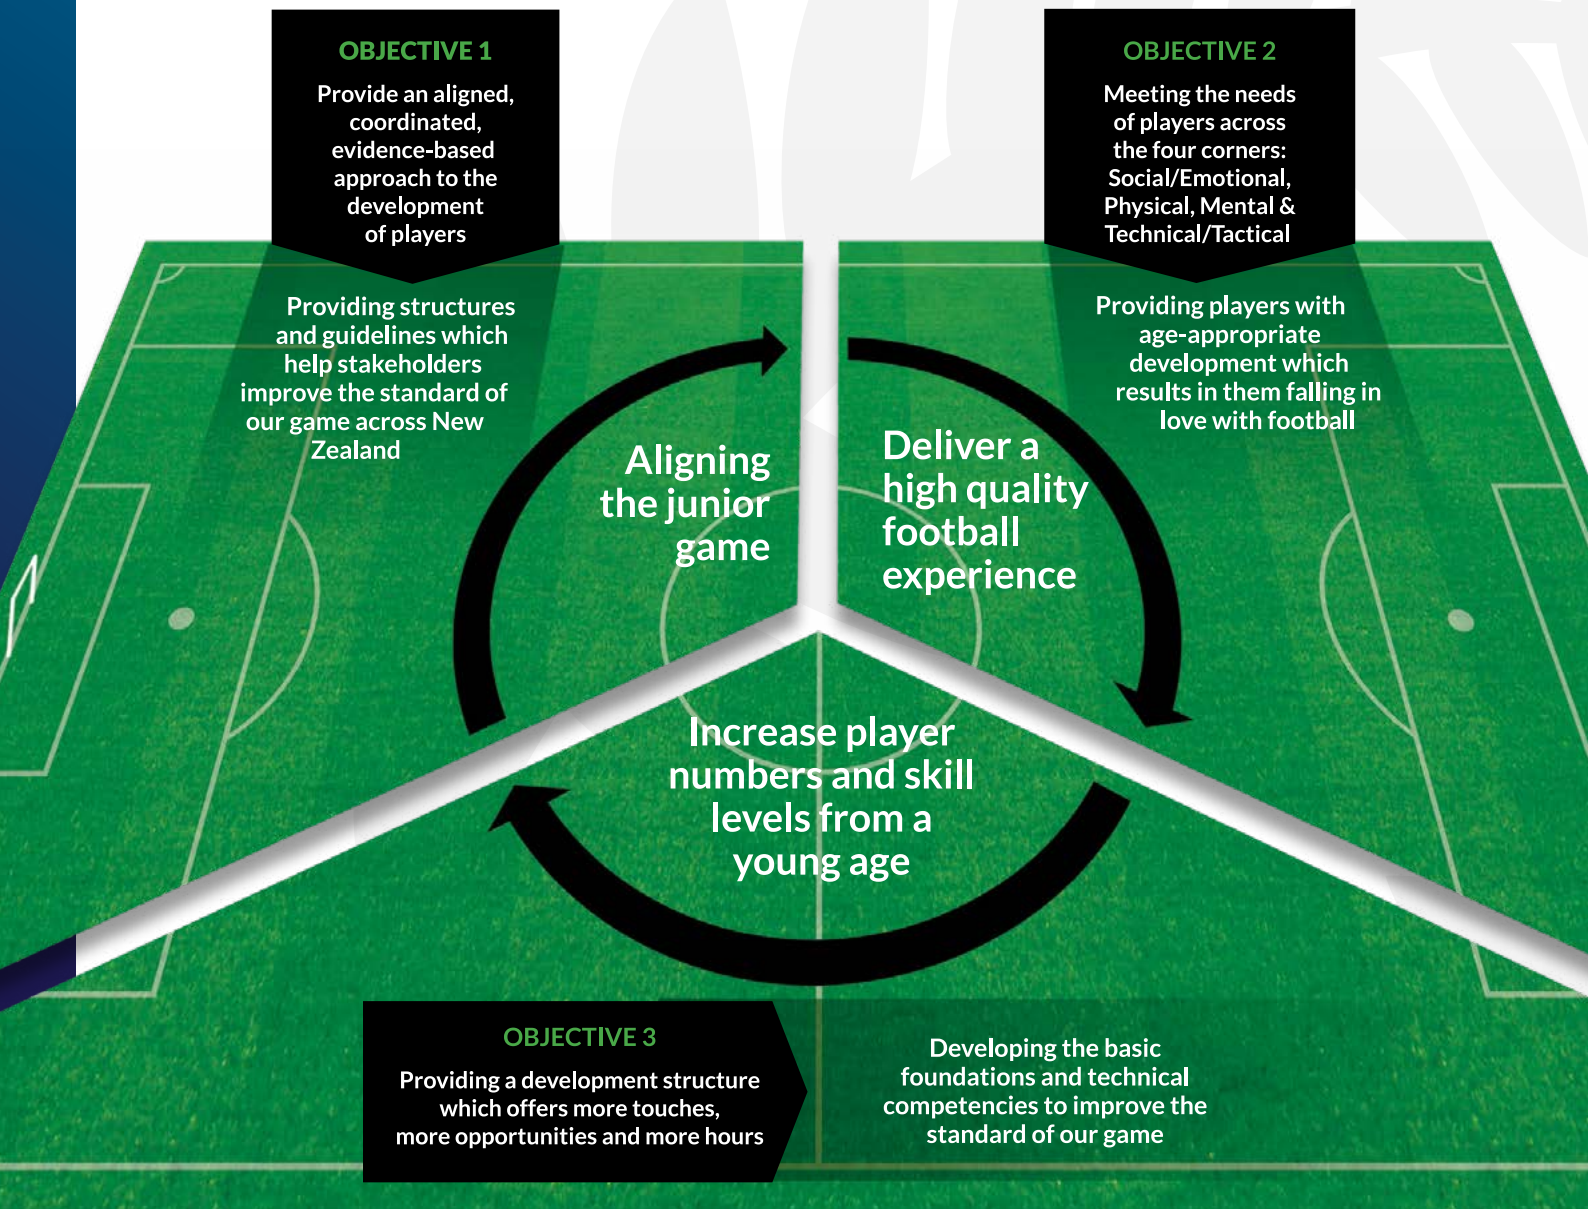 OBJECTIVE 1
Provide an aligned,
coordinated,
evidence-based
approach to the
development
of players
Providing structures
and guidelines which
help stakeholders
improve the standard of
our game across New
Zealand
Aligning
the junior
game
OBJECTIVE 2
Meeting the needs
of players across
the four corners:
Social/Emotional,
Physical, Mental &
Technical/Tactical
Providing players with
age-appropriate
development which
results in them falling in
love with football
Deliver a
high quality
football
experience
Increase player
numbers and skill
levels from a
young age
OBJECTIVE 3
Providing a development structure
which offers more touches,
more opportunities and more hours
Developing the basic
foundations and technical
competencies to improve the
standard of our game